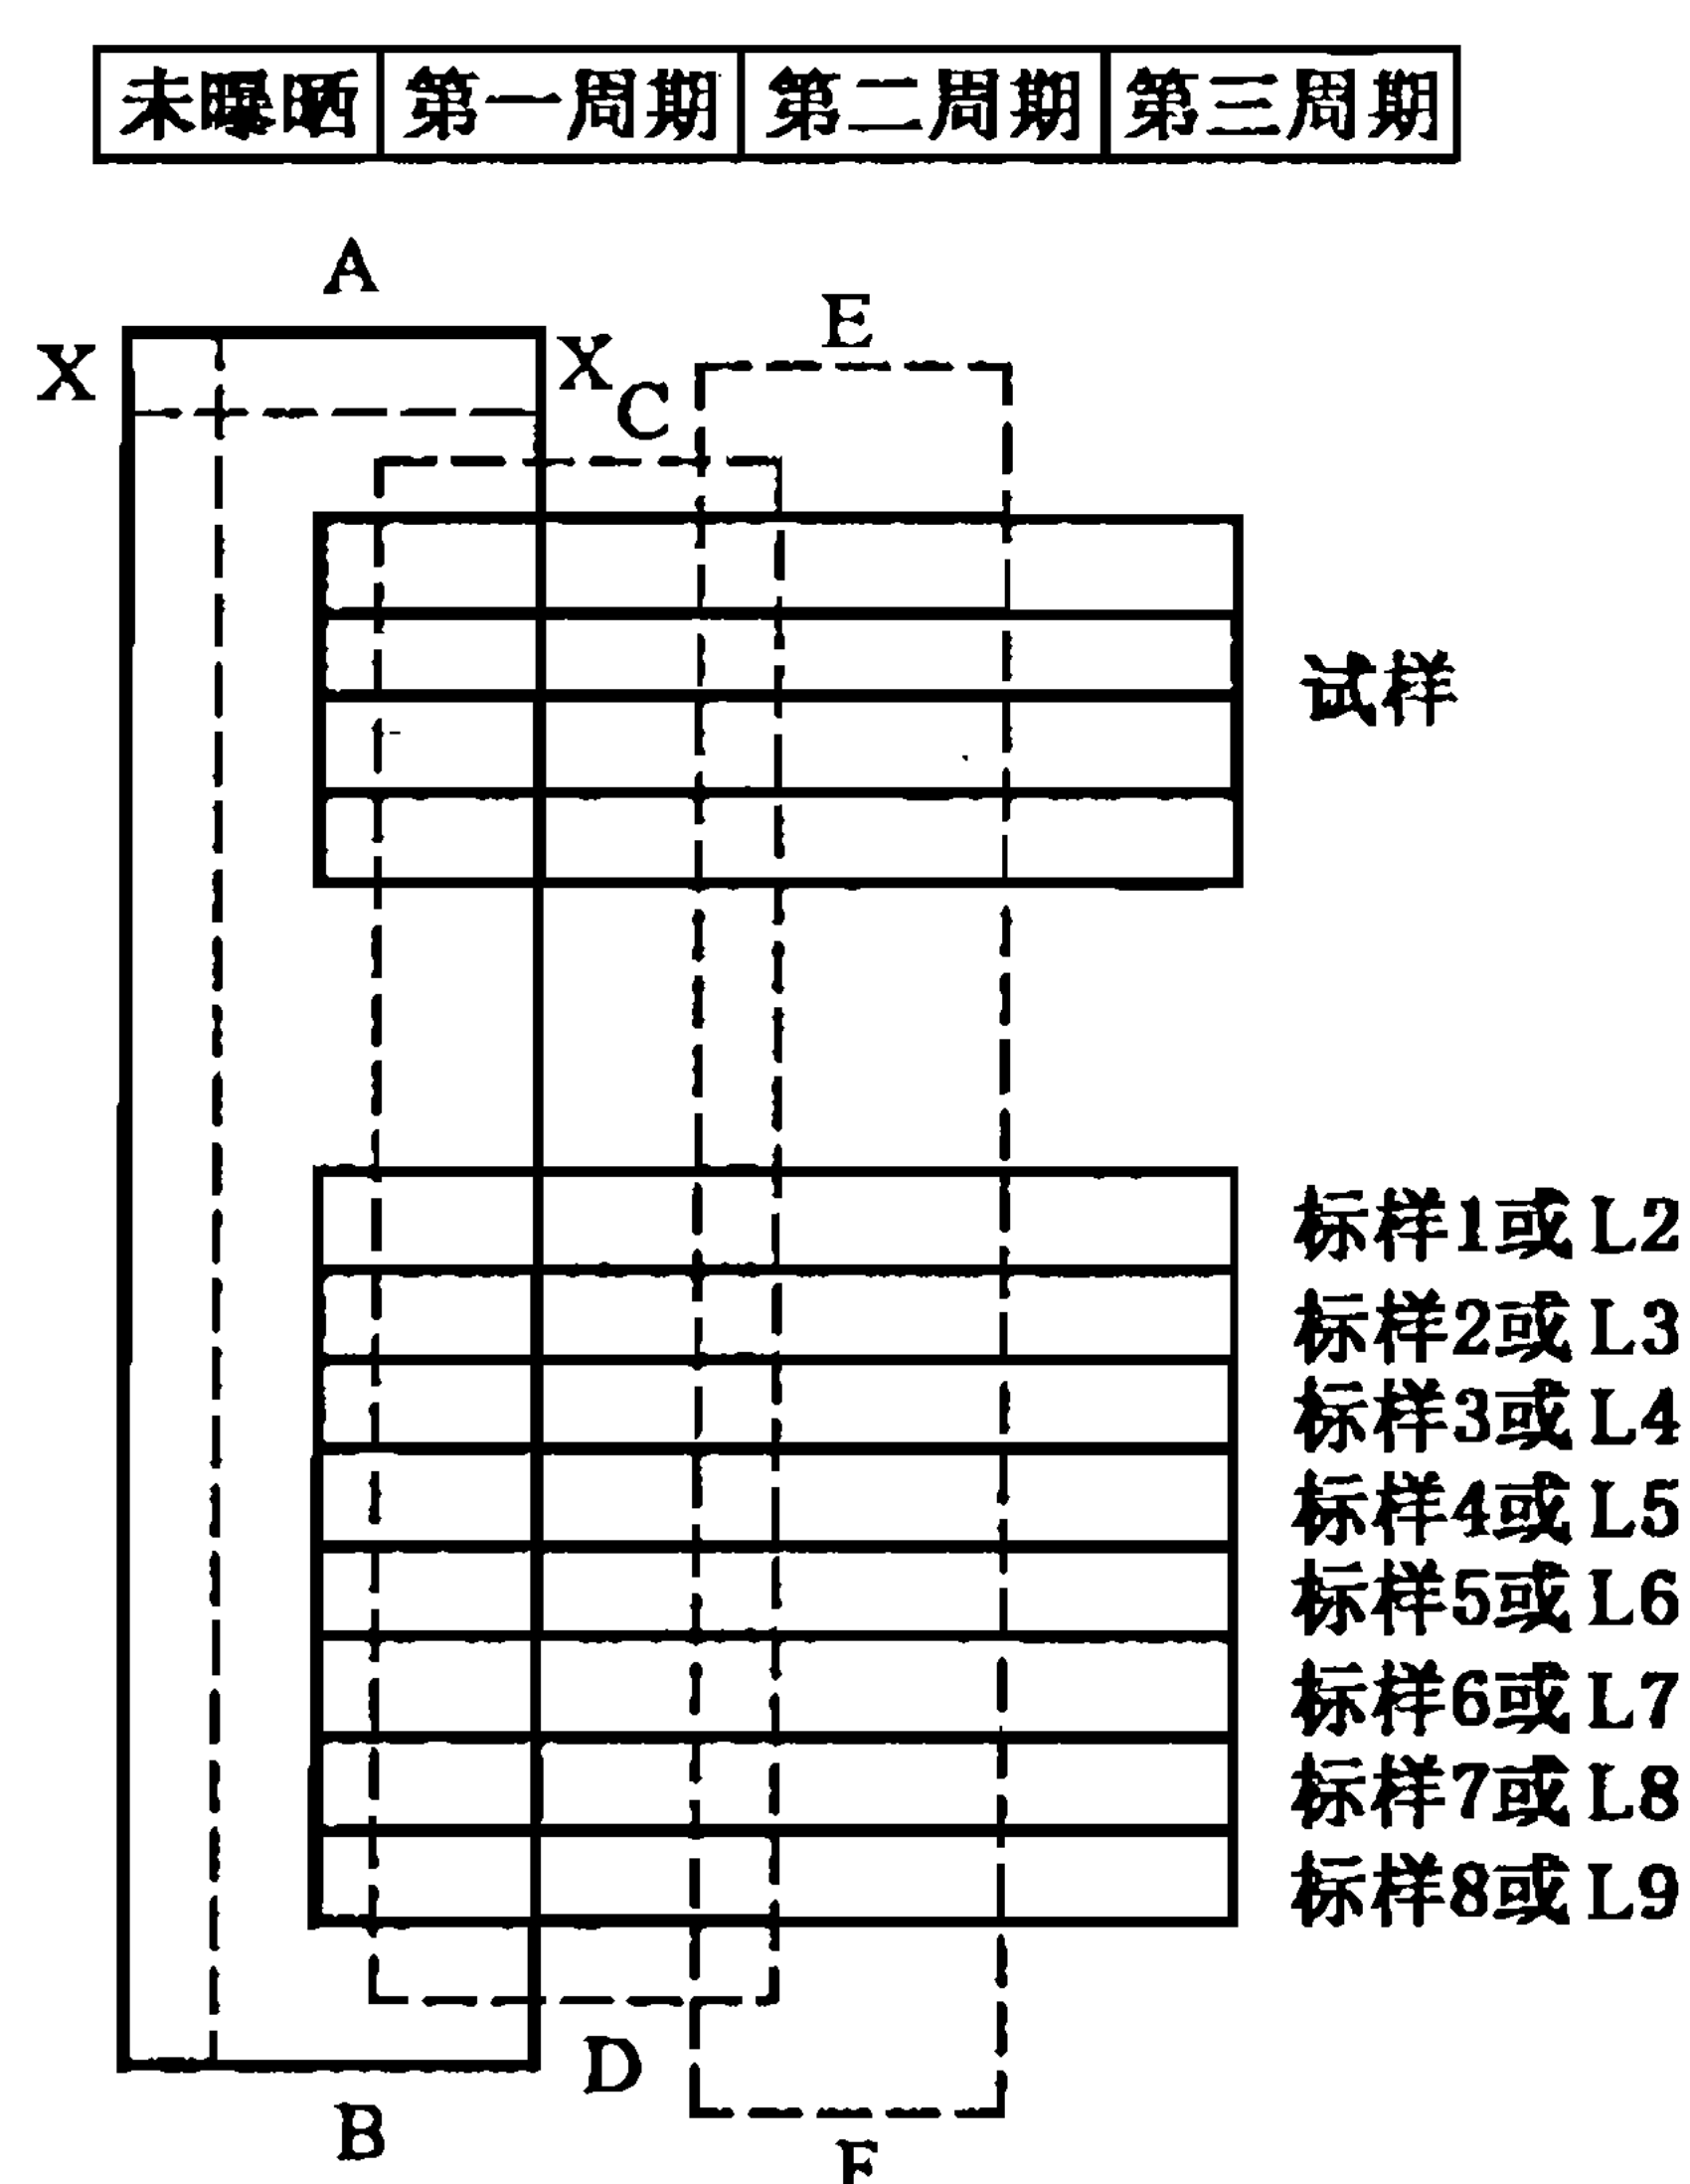 未曝晒 第一周期 第二周期 第三周期
A
E
X X
C
试样
标样1或L2
标样2或L3
标样3或L4
标样4或L5
标样5或L6
标样6或L7
标样7或L8
标样8或L9
D
B
F